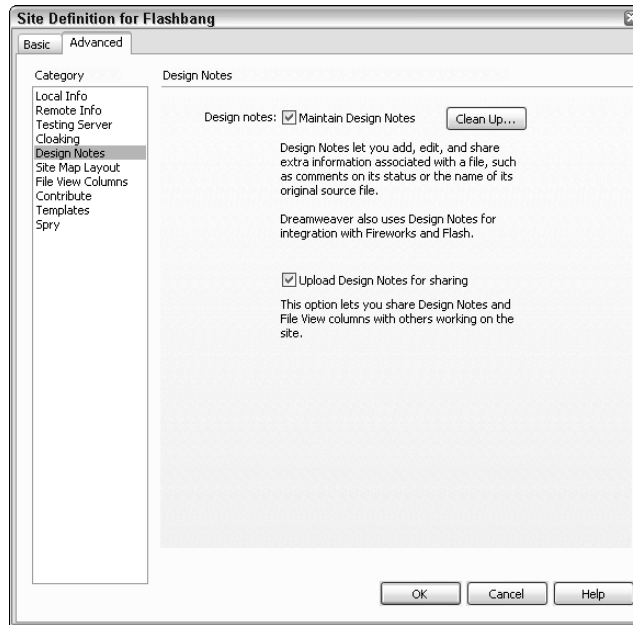 Site Definition for Flashbang
Basic
Advanced
Category
Local Info
Remote Info
Testing Server
Cloaking
Design Notes
Site Map Layout
File View Columns
Contribute
Templates
Spry
Design Notes
Design notes: Maintain Design Notes Clean Up...
Design Notes let you add, edit, and share
extra information associated with a file, such
as comments on its status or the name of its
original source file.
Dreamweaver also uses Design Notes for
integration with Fireworks and Flash.
Upload Design Notes for sharing
This option lets you share Design Notes and
File View columns with others working on the
site.
OK Cancel Help